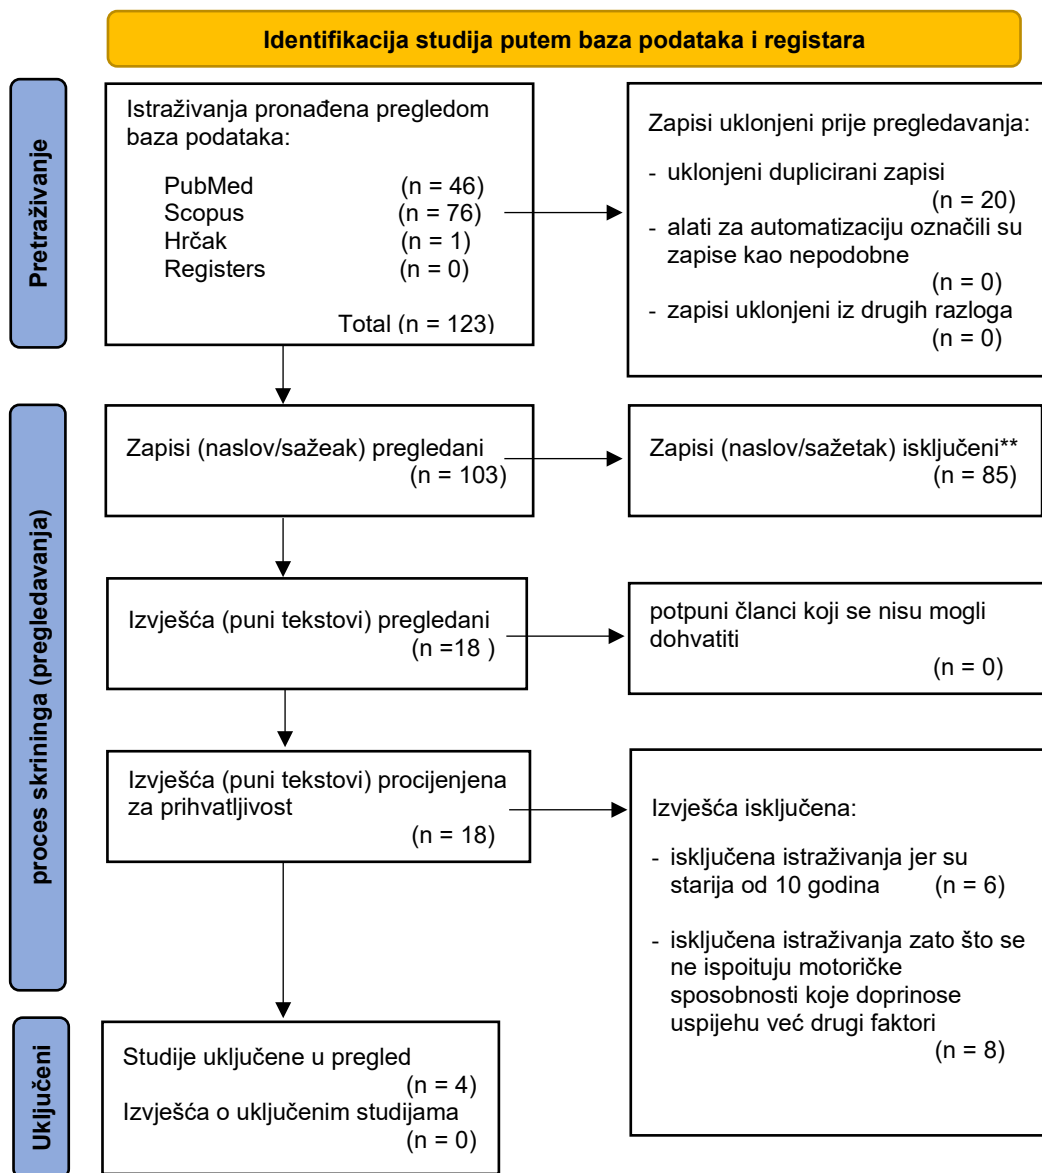 Identifikacija studija putem baza podataka i registara
Pretraživanje
Istraživanja pronađena pregledom
baza podataka:
PubMed (n = 46)
Scopus (n = 76)
Hrčak (n = 1)
Registers (n = 0)
Total (n = 123)
Zapisi uklonjeni prije pregledavanja:
- uklonjeni duplicirani zapisi
(n = 20)
- alati za automatizaciju označili su
zapise kao nepodobne
(n = 0)
- zapisi uklonjeni iz drugih razloga
(n = 0)
proces skrininga (pregledavanja)
Zapisi (naslov/sažeak) pregledani
(n = 103)
Zapisi (naslov/sažetak) isključeni**
(n = 85)
Izvješća (puni tekstovi) pregledani
(n =18 )
potpuni članci koji se nisu mogli
dohvatiti
(n = 0)
Izvješća (puni tekstovi) procijenjena
za prihvatljivost
(n = 18)
Izvješća isključena:
- isključena istraživanja jer su
starija od 10 godina (n = 6)
- isključena istraživanja zato što se
ne ispoituju motoričke
sposobnosti koje doprinose
uspijehu već drugi faktori
(n = 8)
Uključeni
Studije uključene u pregled
(n = 4)
Izvješća o uključenim studijama
(n = 0)